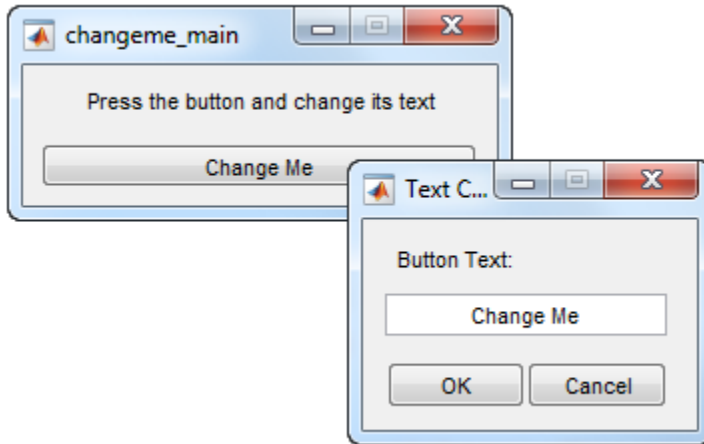 changeme_main
Press the button and change its text
Change Me
Text C...
Button Text:
Change Me
OK Cancel